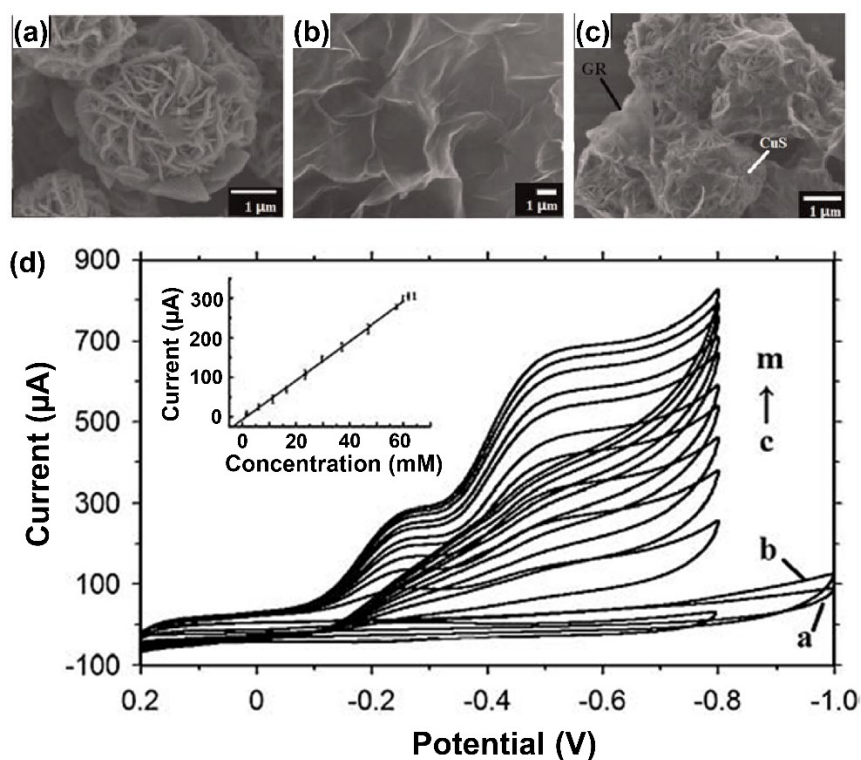 (a)
1 µm
(b)
1 µm
(c)
GR
CuS
1 µm
(d)
900
700
500
300
100
-100
Current (µA)
300
200
100
0
Current (µA)
0 20 40 60
Concentration (mM)
m
c
b
a
0.2 0 -0.2 -0.4 -0.6 -0.8 -1.0
Potential (V)